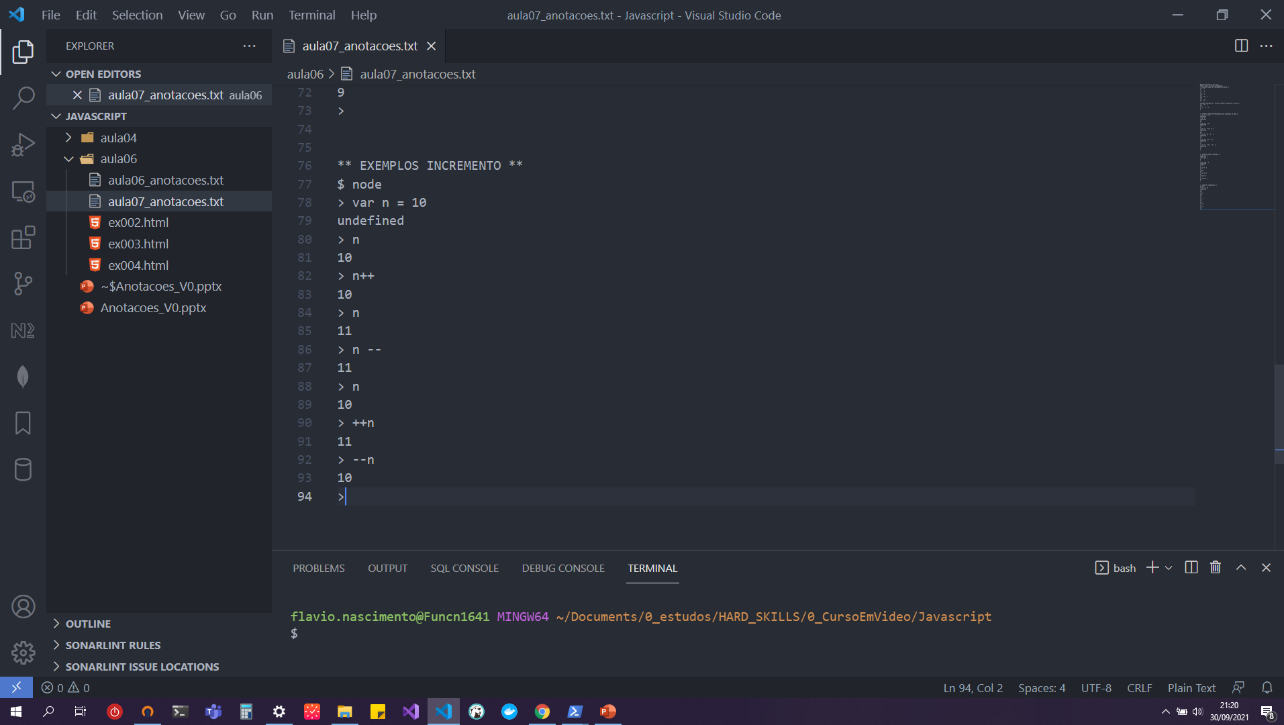 File Edit Selection View Go Run Terminal Help
aula07_anotacoes.txt - Javascript - Visual Studio Code
EXPLORER
OPEN EDITORS
aula07_anotacoes.txt aula06
JAVASCRIPT
aula04
aula06
aula06_anotacoes.txt
aula07_anotacoes.txt
ex002.html
ex003.html
ex004.html
~$Anotacoes_V0.pptx
Anotacoes_V0.pptx
OUTLINE
SONARLINT RULES
SONARLINT ISSUE LOCATIONS
aula07_anotacoes.txt
aula06 > aula07_anotacoes.txt
72 9
73 >
74
75
76 ** EXEMPLOS INCREMENTO **
77 $ node
78 > var n = 10
79 undefined
80 > n
81 10
82 > n++
83 10
84 > n
85 11
86 > n --
87 11
88 > n
89 10
90 > ++n
91 11
92 > --n
93 10
94 >
PROBLEMS OUTPUT SQL CONSOLE DEBUG CONSOLE TERMINAL
bash
flavio.nascimento@Funcn1641 MINGW64 ~/Documents/0_estudos/HARD_SKILLS/0_CursoEmVideo/Javascript
$
0 0
Ln 94, Col 2 Spaces: 4 UTF-8 CRLF Plain Text
21:20
30/09/2021